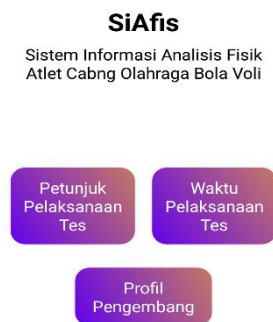 SiAfis
Sistem Informasi Analisis Fisik
Atlet Cabng Olahraga Bola Voli
Petunjuk
Pelaksanaan
Tes
Waktu
Pelaksanaan
Tes
Profil
Pengembang